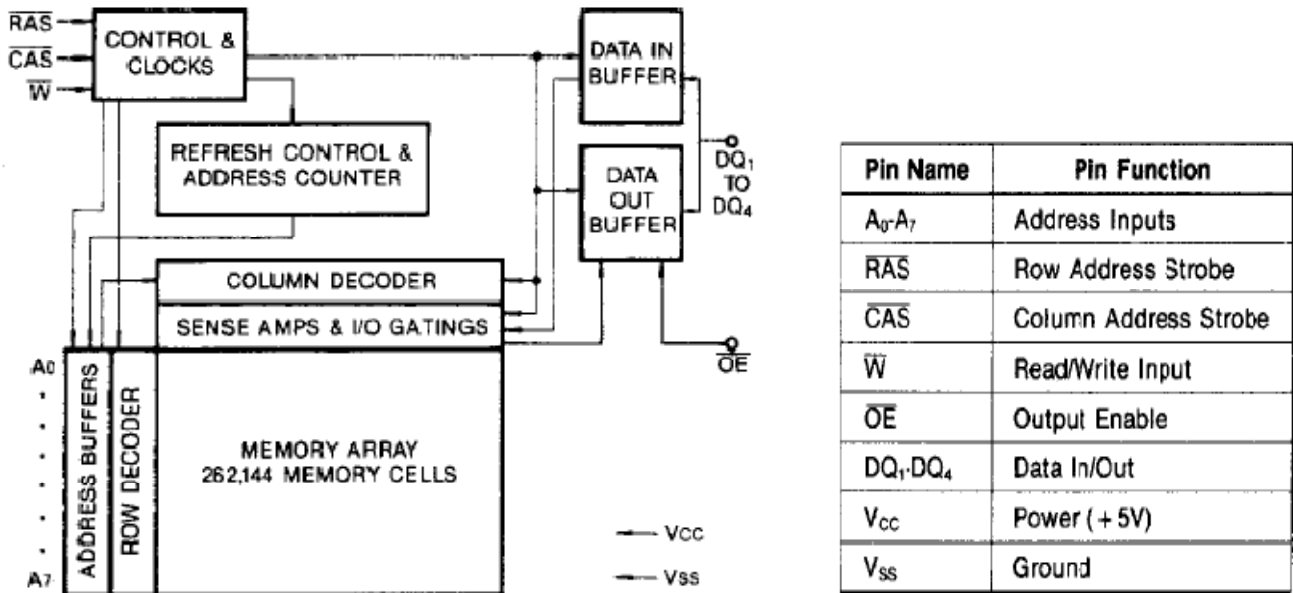 RAS
CAS
W
CONTROL &
CLOCKS
DATA IN
BUFFER
REFRESH CONTROL &
ADDRESS COUNTER
DATA
OUT
BUFFER
DQ1
TO
DQ4
COLUMN DECODER
SENSE AMPS & I/O GATINGS
OE
A0
A7
ADDRESS BUFFERS
ROW DECODER
MEMORY ARRAY
262,144 MEMORY CELLS
VCC
VSS
Pin Name Pin Function
A0-A7 Address Inputs
RAS Row Address Strobe
CAS Column Address Strobe
W Read/Write Input
OE Output Enable
DQ1-DQ4 Data In/Out
VCC Power (+5V)
VSS Ground